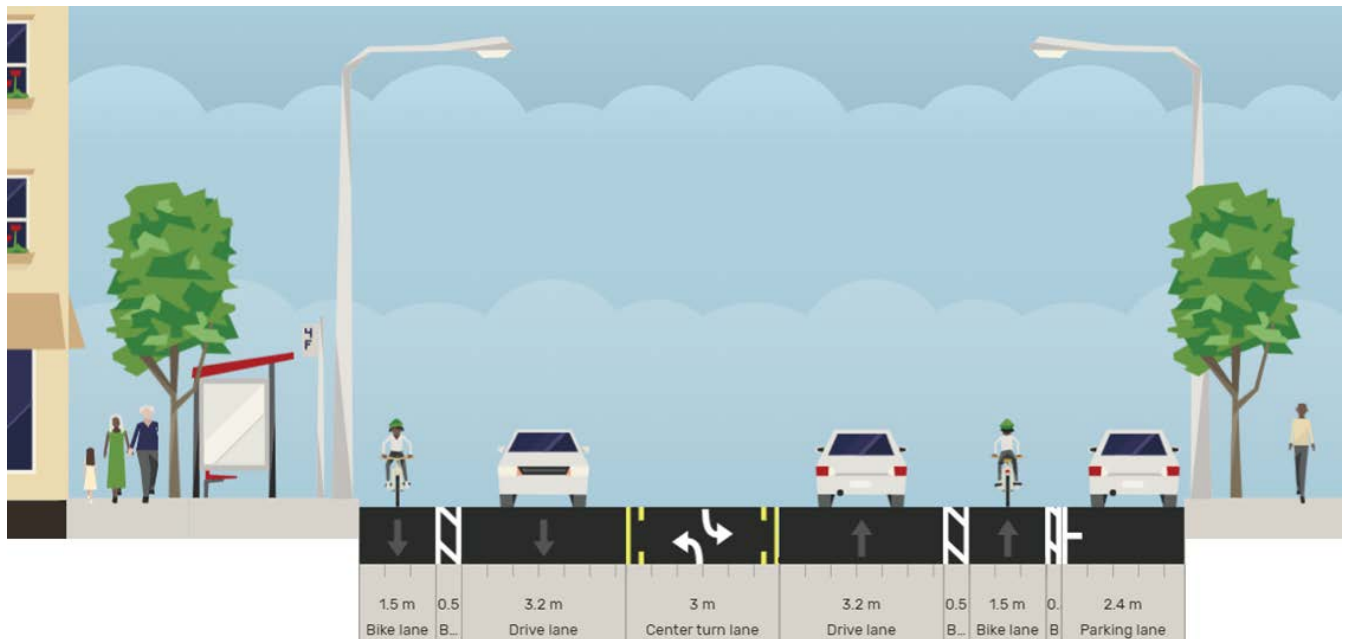 4
F
1.5 m 0.5 3.2 m 3 m 3.2 m 0.5 1.5 m 0. 2.4 m
Bike lane B... Drive lane Center turn lane Drive lane B... Bike lane B Parking lane